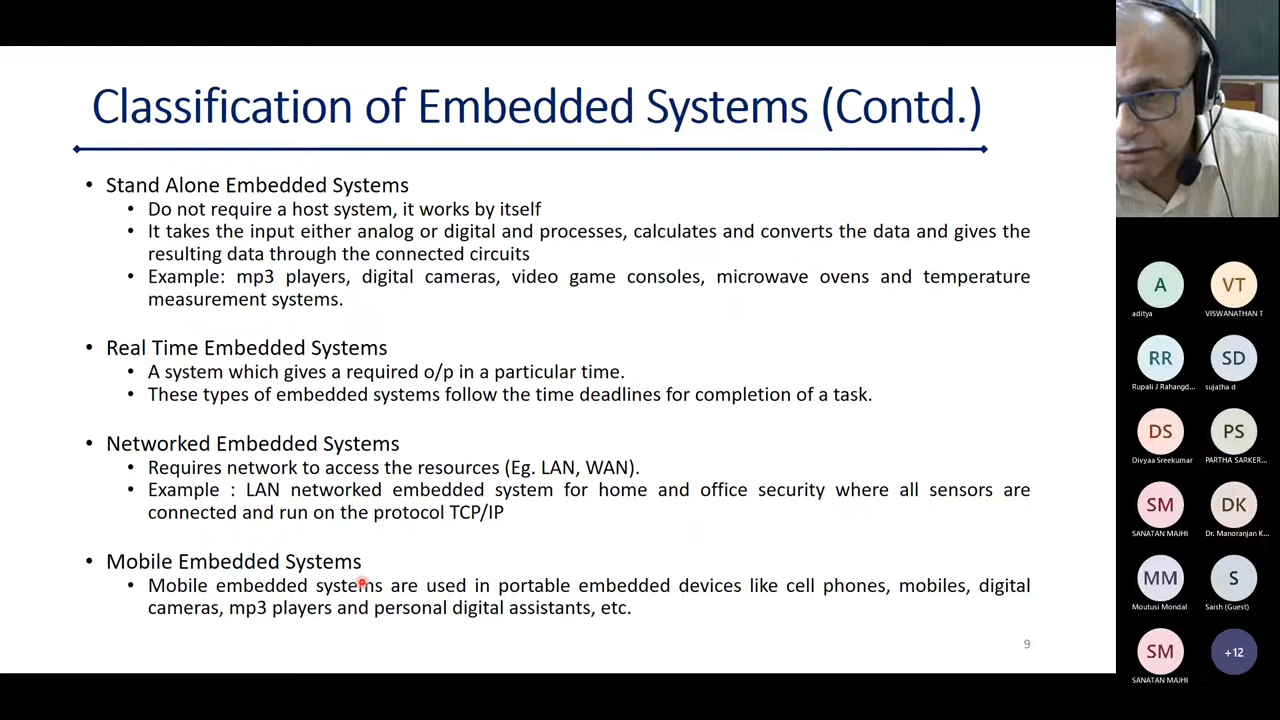 Classification of Embedded Systems (Contd.)
• Stand Alone Embedded Systems
• Do not require a host system, it works by itself
• It takes the input either analog or digital and processes, calculates and converts the data and gives the
resulting data through the connected circuits
• Example: mp3 players, digital cameras, video game consoles, microwave ovens and temperature
measurement systems.
• Real Time Embedded Systems
• A system which gives a required o/p in a particular time.
• These types of embedded systems follow the time deadlines for completion of a task.
• Networked Embedded Systems
• Requires network to access the resources (Eg. LAN, WAN).
• Example : LAN networked embedded system for home and office security where all sensors are
connected and run on the protocol TCP/IP
• Mobile Embedded Systems
• Mobile embedded systems are used in portable embedded devices like cell phones, mobiles, digital
cameras, mp3 players and personal digital assistants, etc.
9
A VT
aditya VISWANATHAN T
RR SD
Rupali J Rahangd... sujatha d
DS PS
Divyaa Sreekumar PARTHA SARKER...
SM DK
SANATAN MAJHI Dr. Manoranjan K...
MM S
Moutusi Mondal Saish (Guest)
SM +12
SANATAN MAJHI